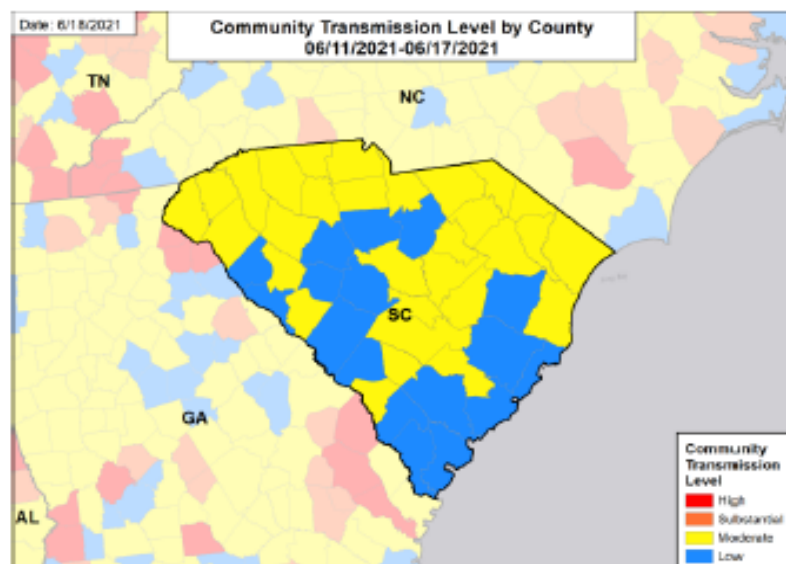 Date: 6/18/2021
Community Transmission Level by County
06/11/2021-06/17/2021
TN
NC
SC
GA
AL
Community
Transmission
Level
High
Substantial
Moderate
Low